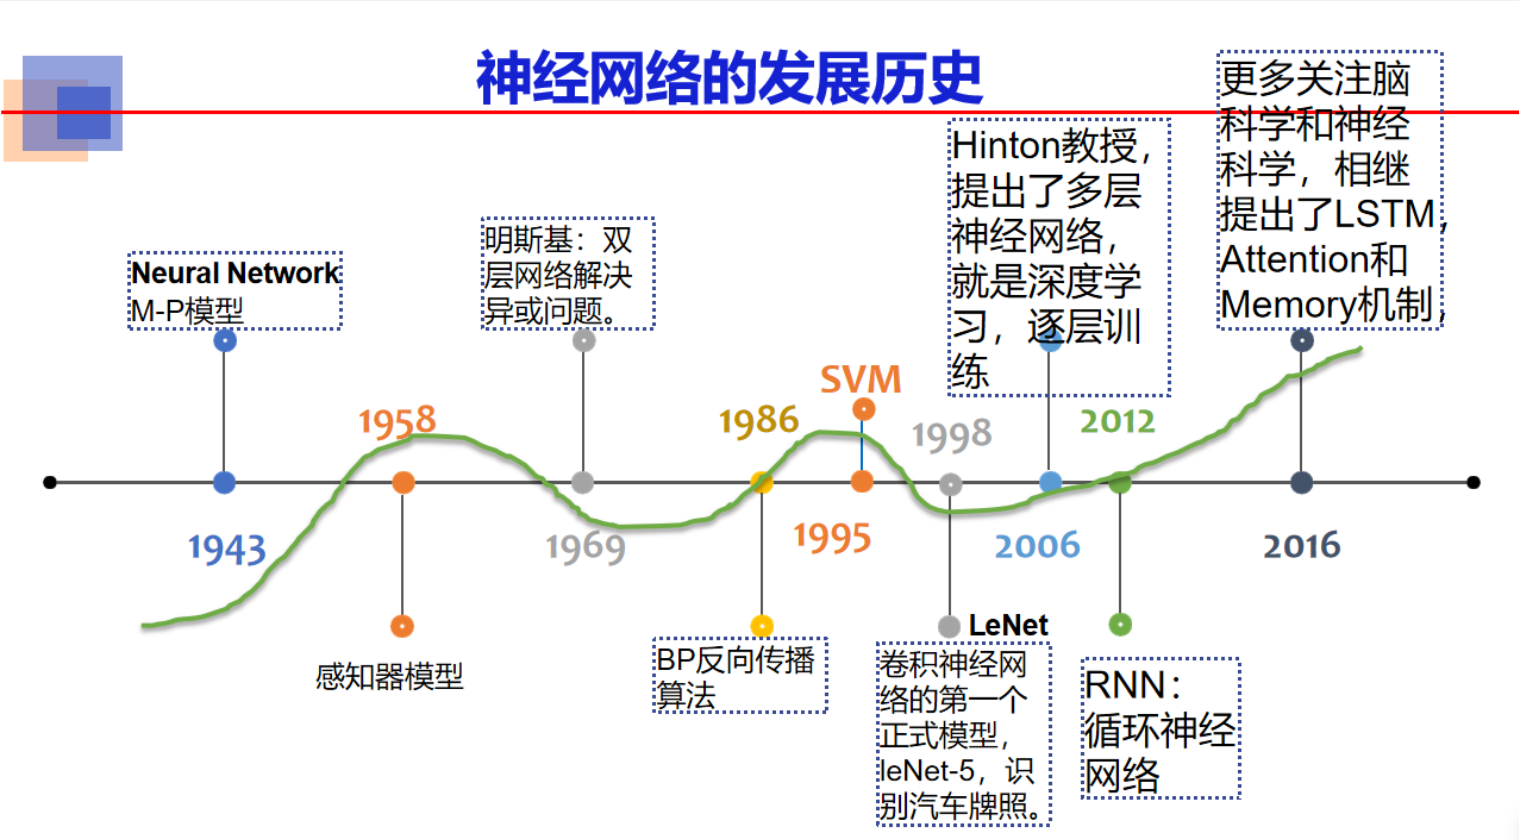 神经网络的发展历史
更多关注脑
科学和神经
科学，相继
提出了LSTM，
Attention和
Memory机制，
Hinton教授，
提出了多层
神经网络，
就是深度学
习，逐层训
练
明斯基：双
层网络解决
异或问题。
Neural Network
M-P模型
SVM
1958
1986
1998
2012
1943
1969
1995
2006
2016
感知器模型
BP反向传播
算法
LeNet
卷积神经网
络的第一个
正式模型，
leNet-5，识
别汽车牌照。
RNN：
循环神经
网络